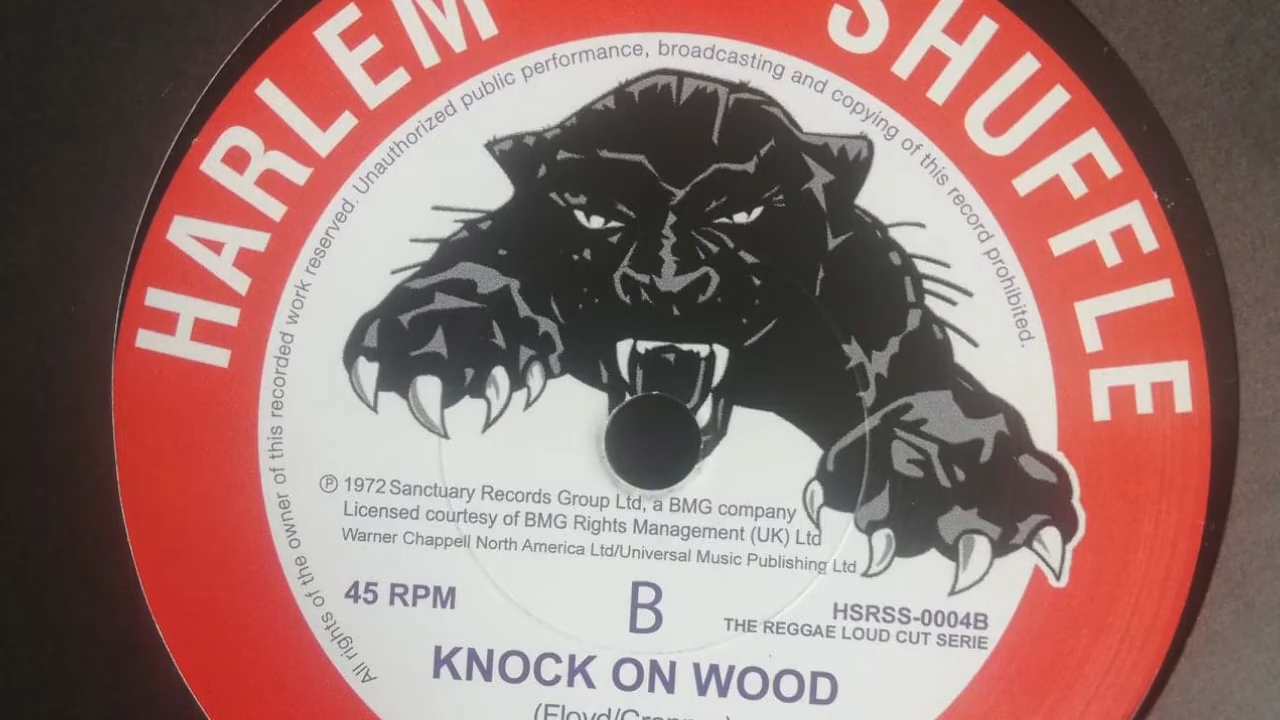 HARLEM SHUFFLE
All rights of the owner of this recorded work reserved. Unauthorized public performance, broadcasting and copying of this record prohibited.
℗ 1972 Sanctuary Records Group Ltd, a BMG company
Licensed courtesy of BMG Rights Management (UK) Ltd
Warner Chappell North America Ltd/Universal Music Publishing Ltd
45 RPM
B
HSRSS-0004B
THE REGGAE LOUD CUT SERIE
KNOCK ON WOOD